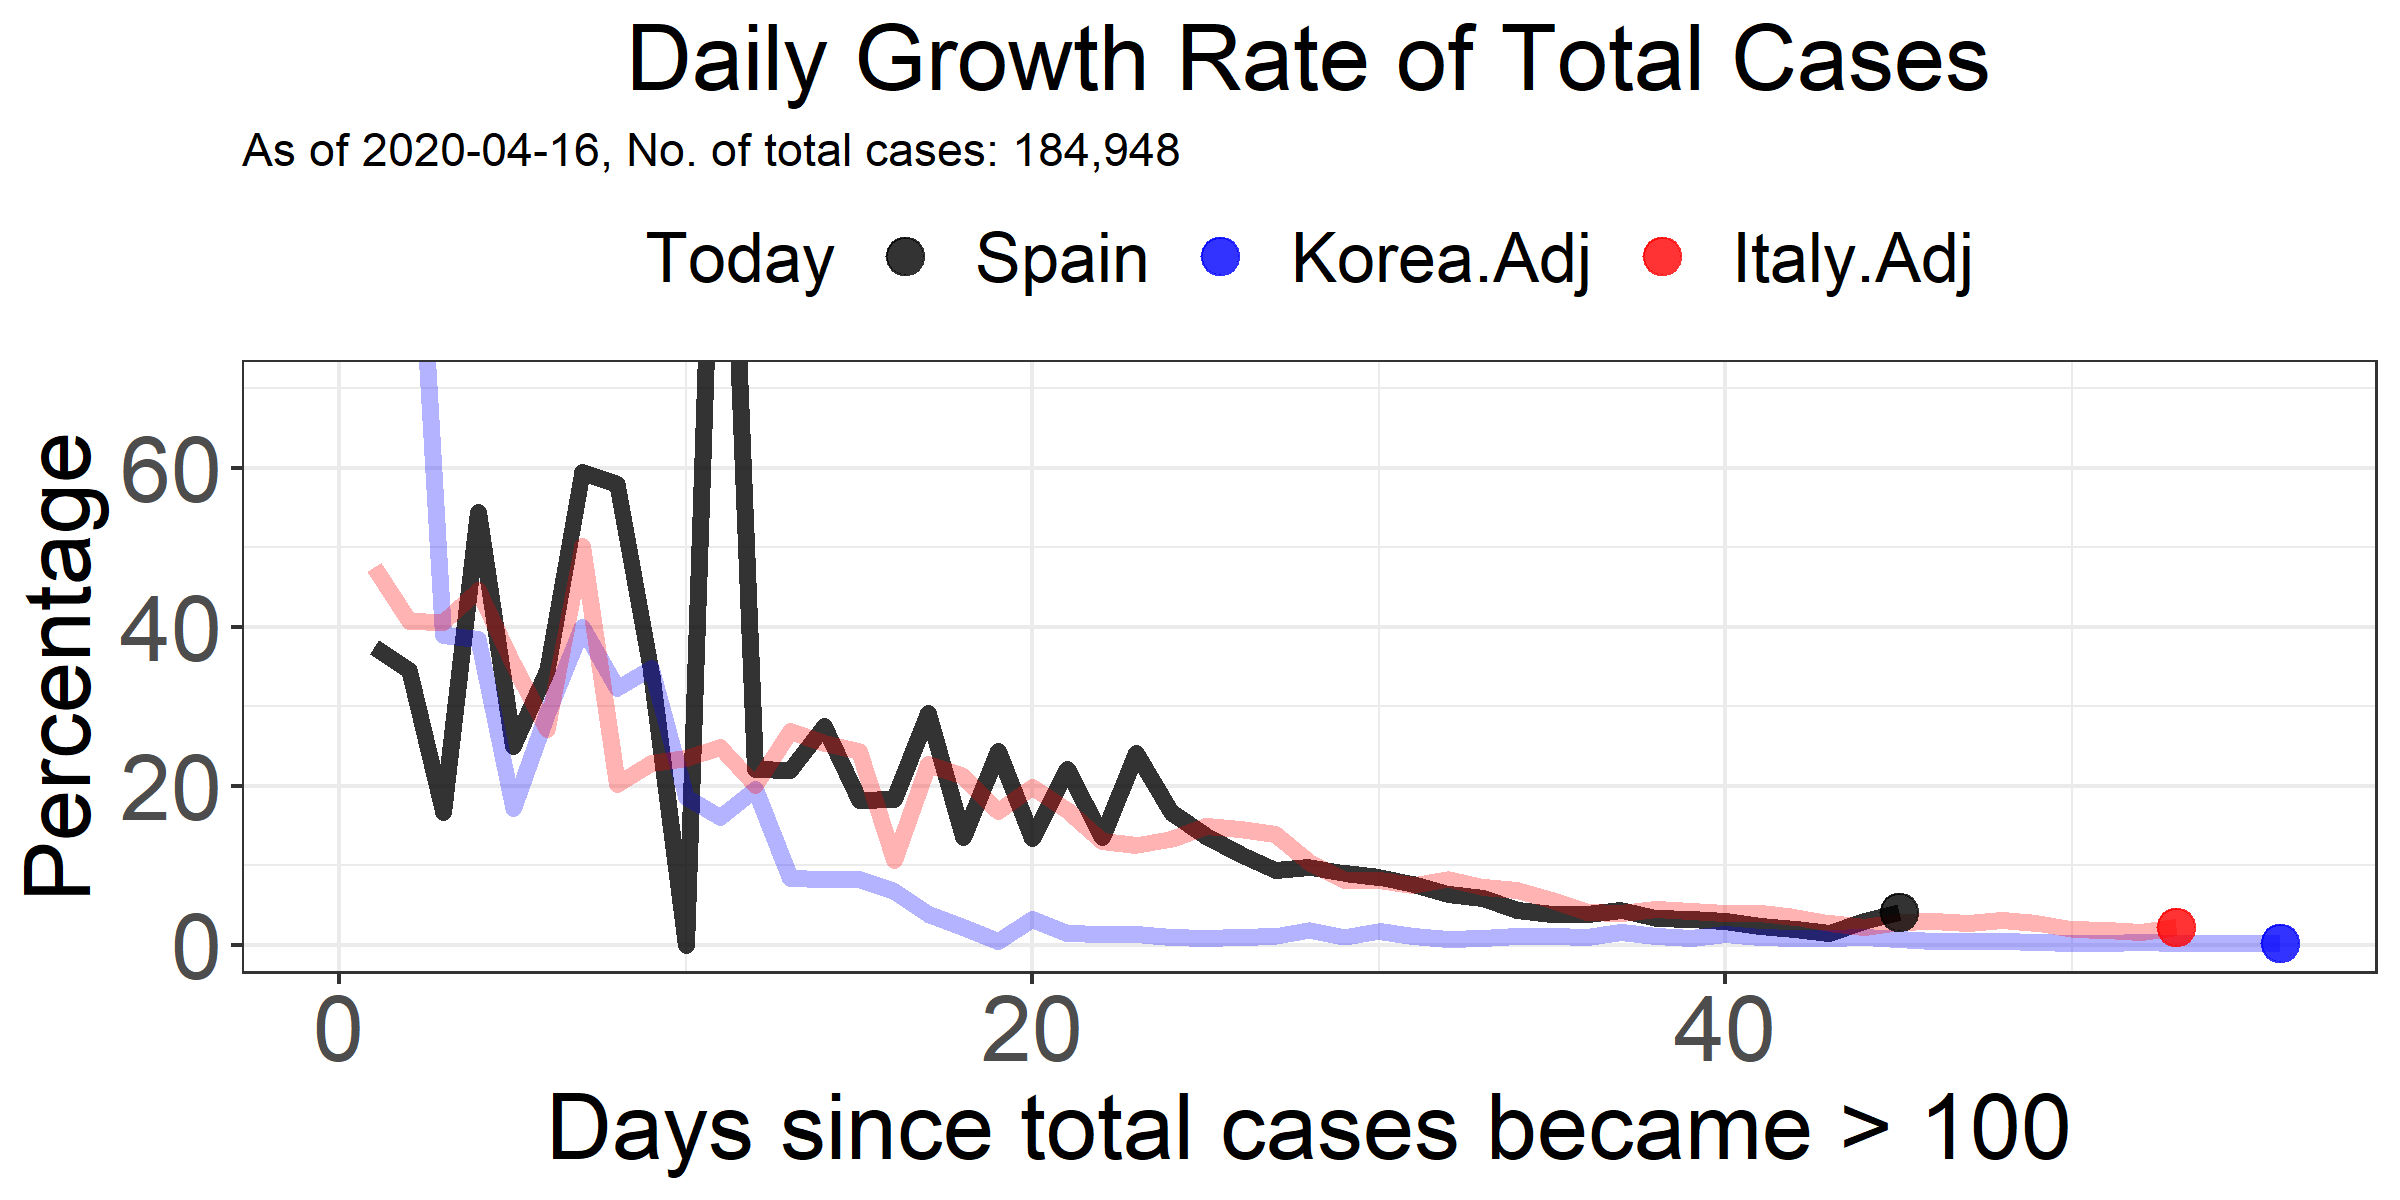 Daily Growth Rate of Total Cases
As of 2020-04-16, No. of total cases: 184,948
Today Spain Korea.Adj Italy.Adj
Percentage
60
40
20
0
0 20 40
Days since total cases became > 100